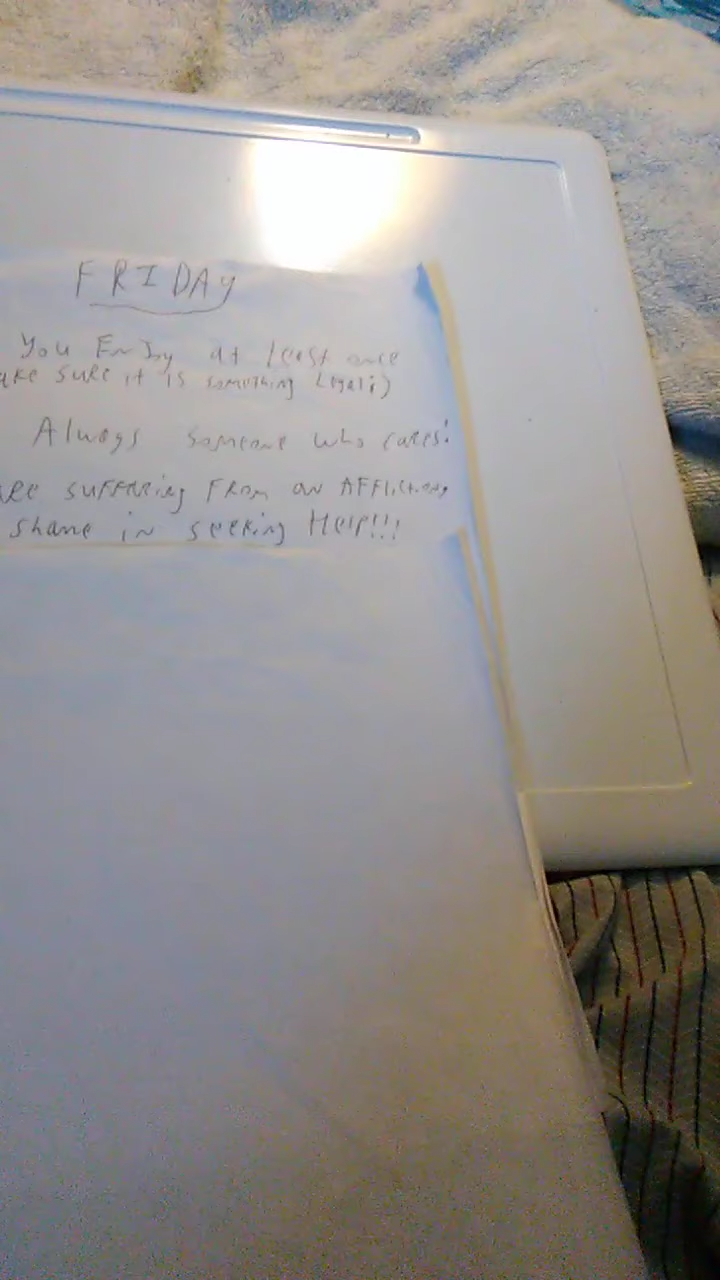 FRIDAY
You Enjoy at least once
ake sure it is something Legal;)
Always someone who cares!
are suffering From an Affliction,
shame in seeking Help!!!